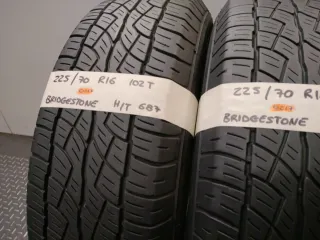 225/70 R16 102T
BRIDGESTONE H/T 687
225/70 R1
BRIDGESTONE